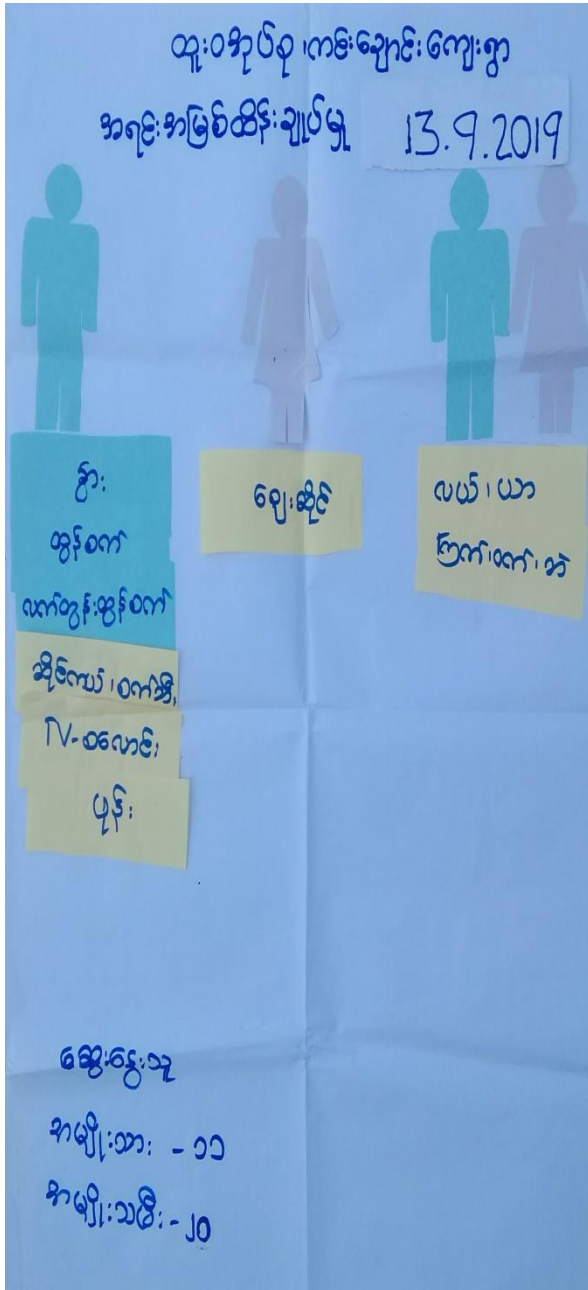 ထူးဝအုပ်စု၊ကင်းချောင်းကျေးရွာ
အရင်းအမြစ်ထိန်းချုပ်မှု 13.9.2019
နွား
ထွန်စက်
လက်တွန်းထွန်စက်
ဆိုင်ကယ်၊စက်ဘီး
TV-စလောင်း
ဖုန်း
ဈေးဆိုင်
လယ်၊ယာ
ကြက်၊ဝက်၊ဘဲ
ဆွေးနွေးသူ
အမျိုးသား - ၁၁
အမျိုးသမီး - ၂၀